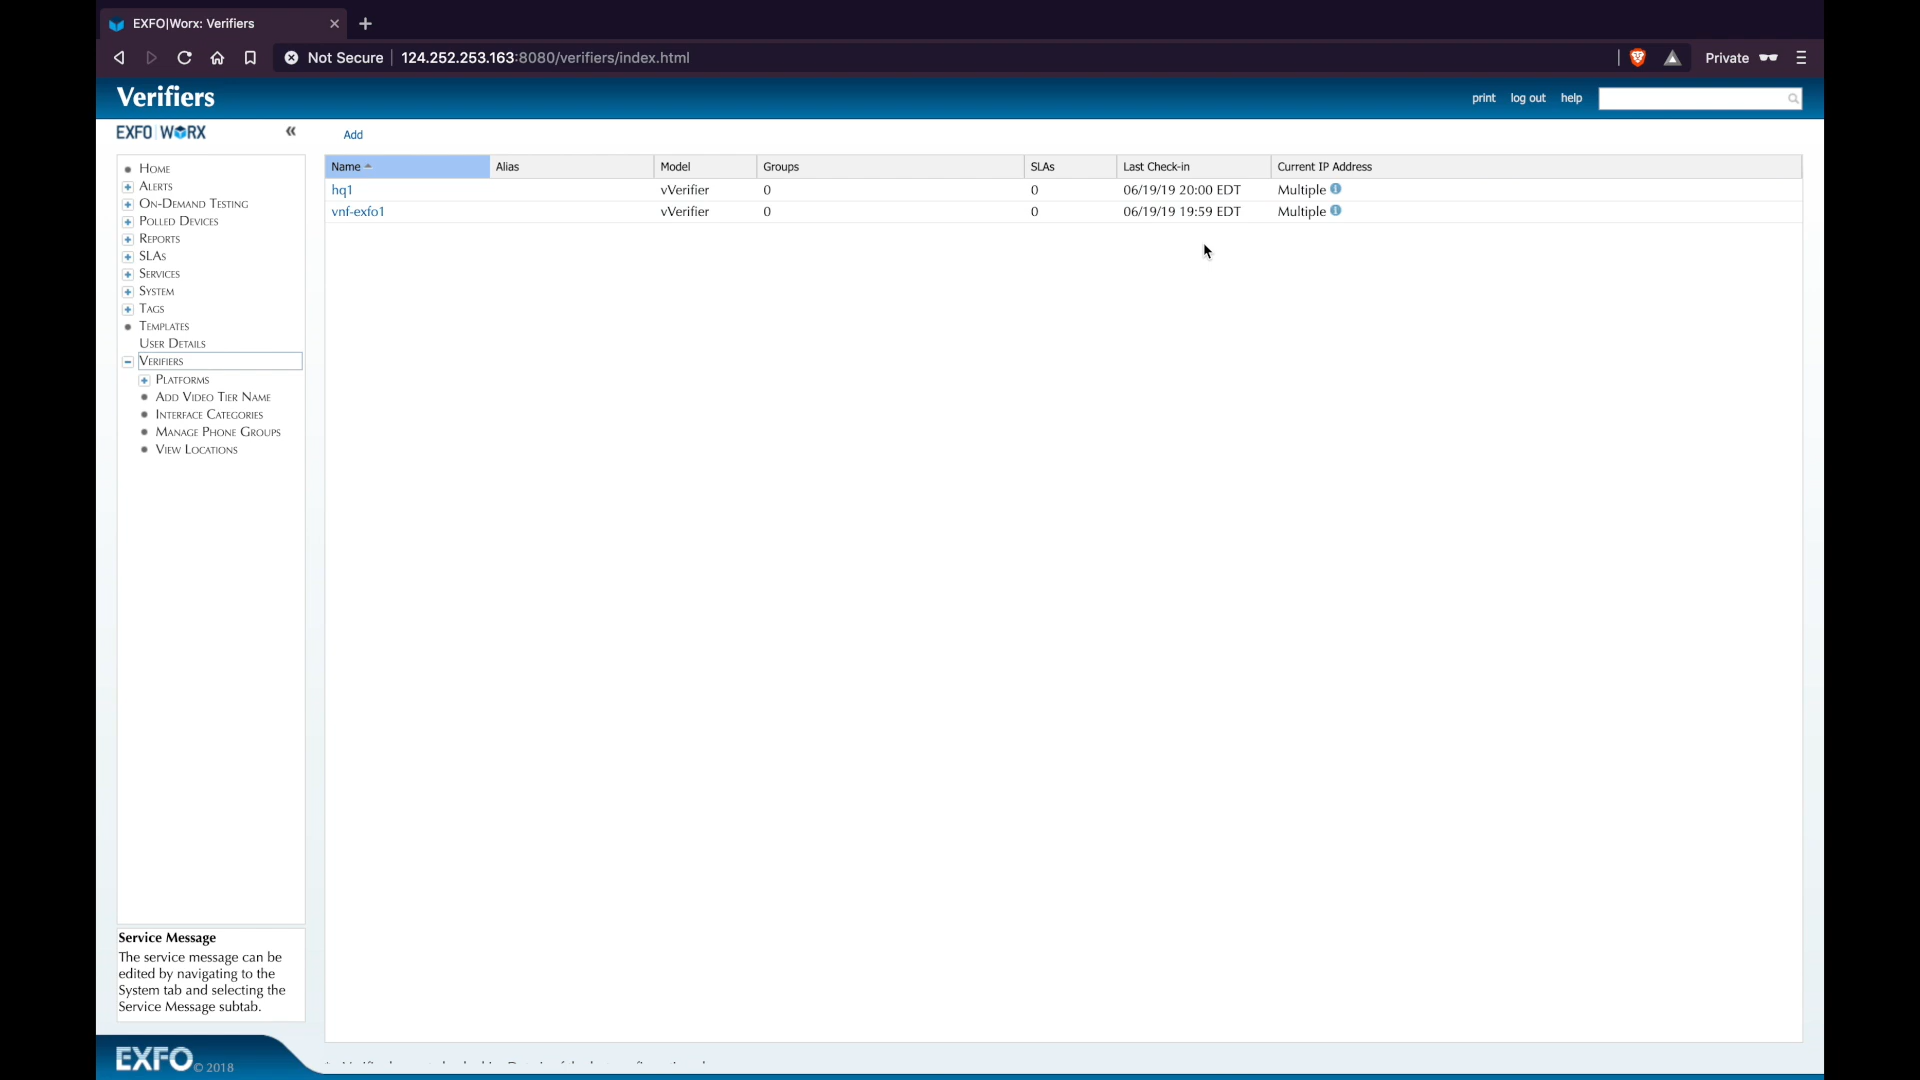 EXFO|Worx: Verifiers
Not Secure 124.252.253.163:8080/verifiers/index.html
Private
Verifiers
print log out help
EXFO WORX
«
Add
Name Alias Model Groups SLAs Last Check-in Current IP Address
hq1 vVerifier 0 0 06/19/19 20:00 EDT Multiple
vnf-exfo1 vVerifier 0 0 06/19/19 19:59 EDT Multiple
Home
Alerts
On-Demand Testing
Polled Devices
Reports
SLAs
Services
System
Tags
Templates
User Details
Verifiers
Platforms
Add Video Tier Name
Interface Categories
Manage Phone Groups
View Locations
Service Message
The service message can be
edited by navigating to the
System tab and selecting the
Service Message subtab.
EXFO © 2018